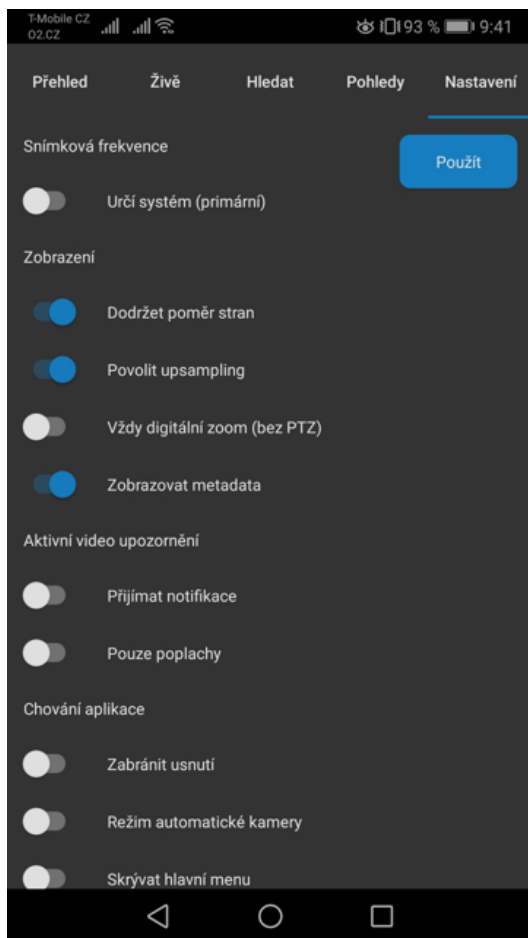 T-Mobile CZ
O2.CZ
93 % 9:41
Přehled Živě Hledat Pohledy Nastavení
Snímková frekvence
Použít
Určí systém (primární)
Zobrazení
Dodržet poměr stran
Povolit upsampling
Vždy digitální zoom (bez PTZ)
Zobrazovat metadata
Aktivní video upozornění
Přijímat notifikace
Pouze poplachy
Chování aplikace
Zabránit usnutí
Režim automatické kamery
Skrývat hlavní menu